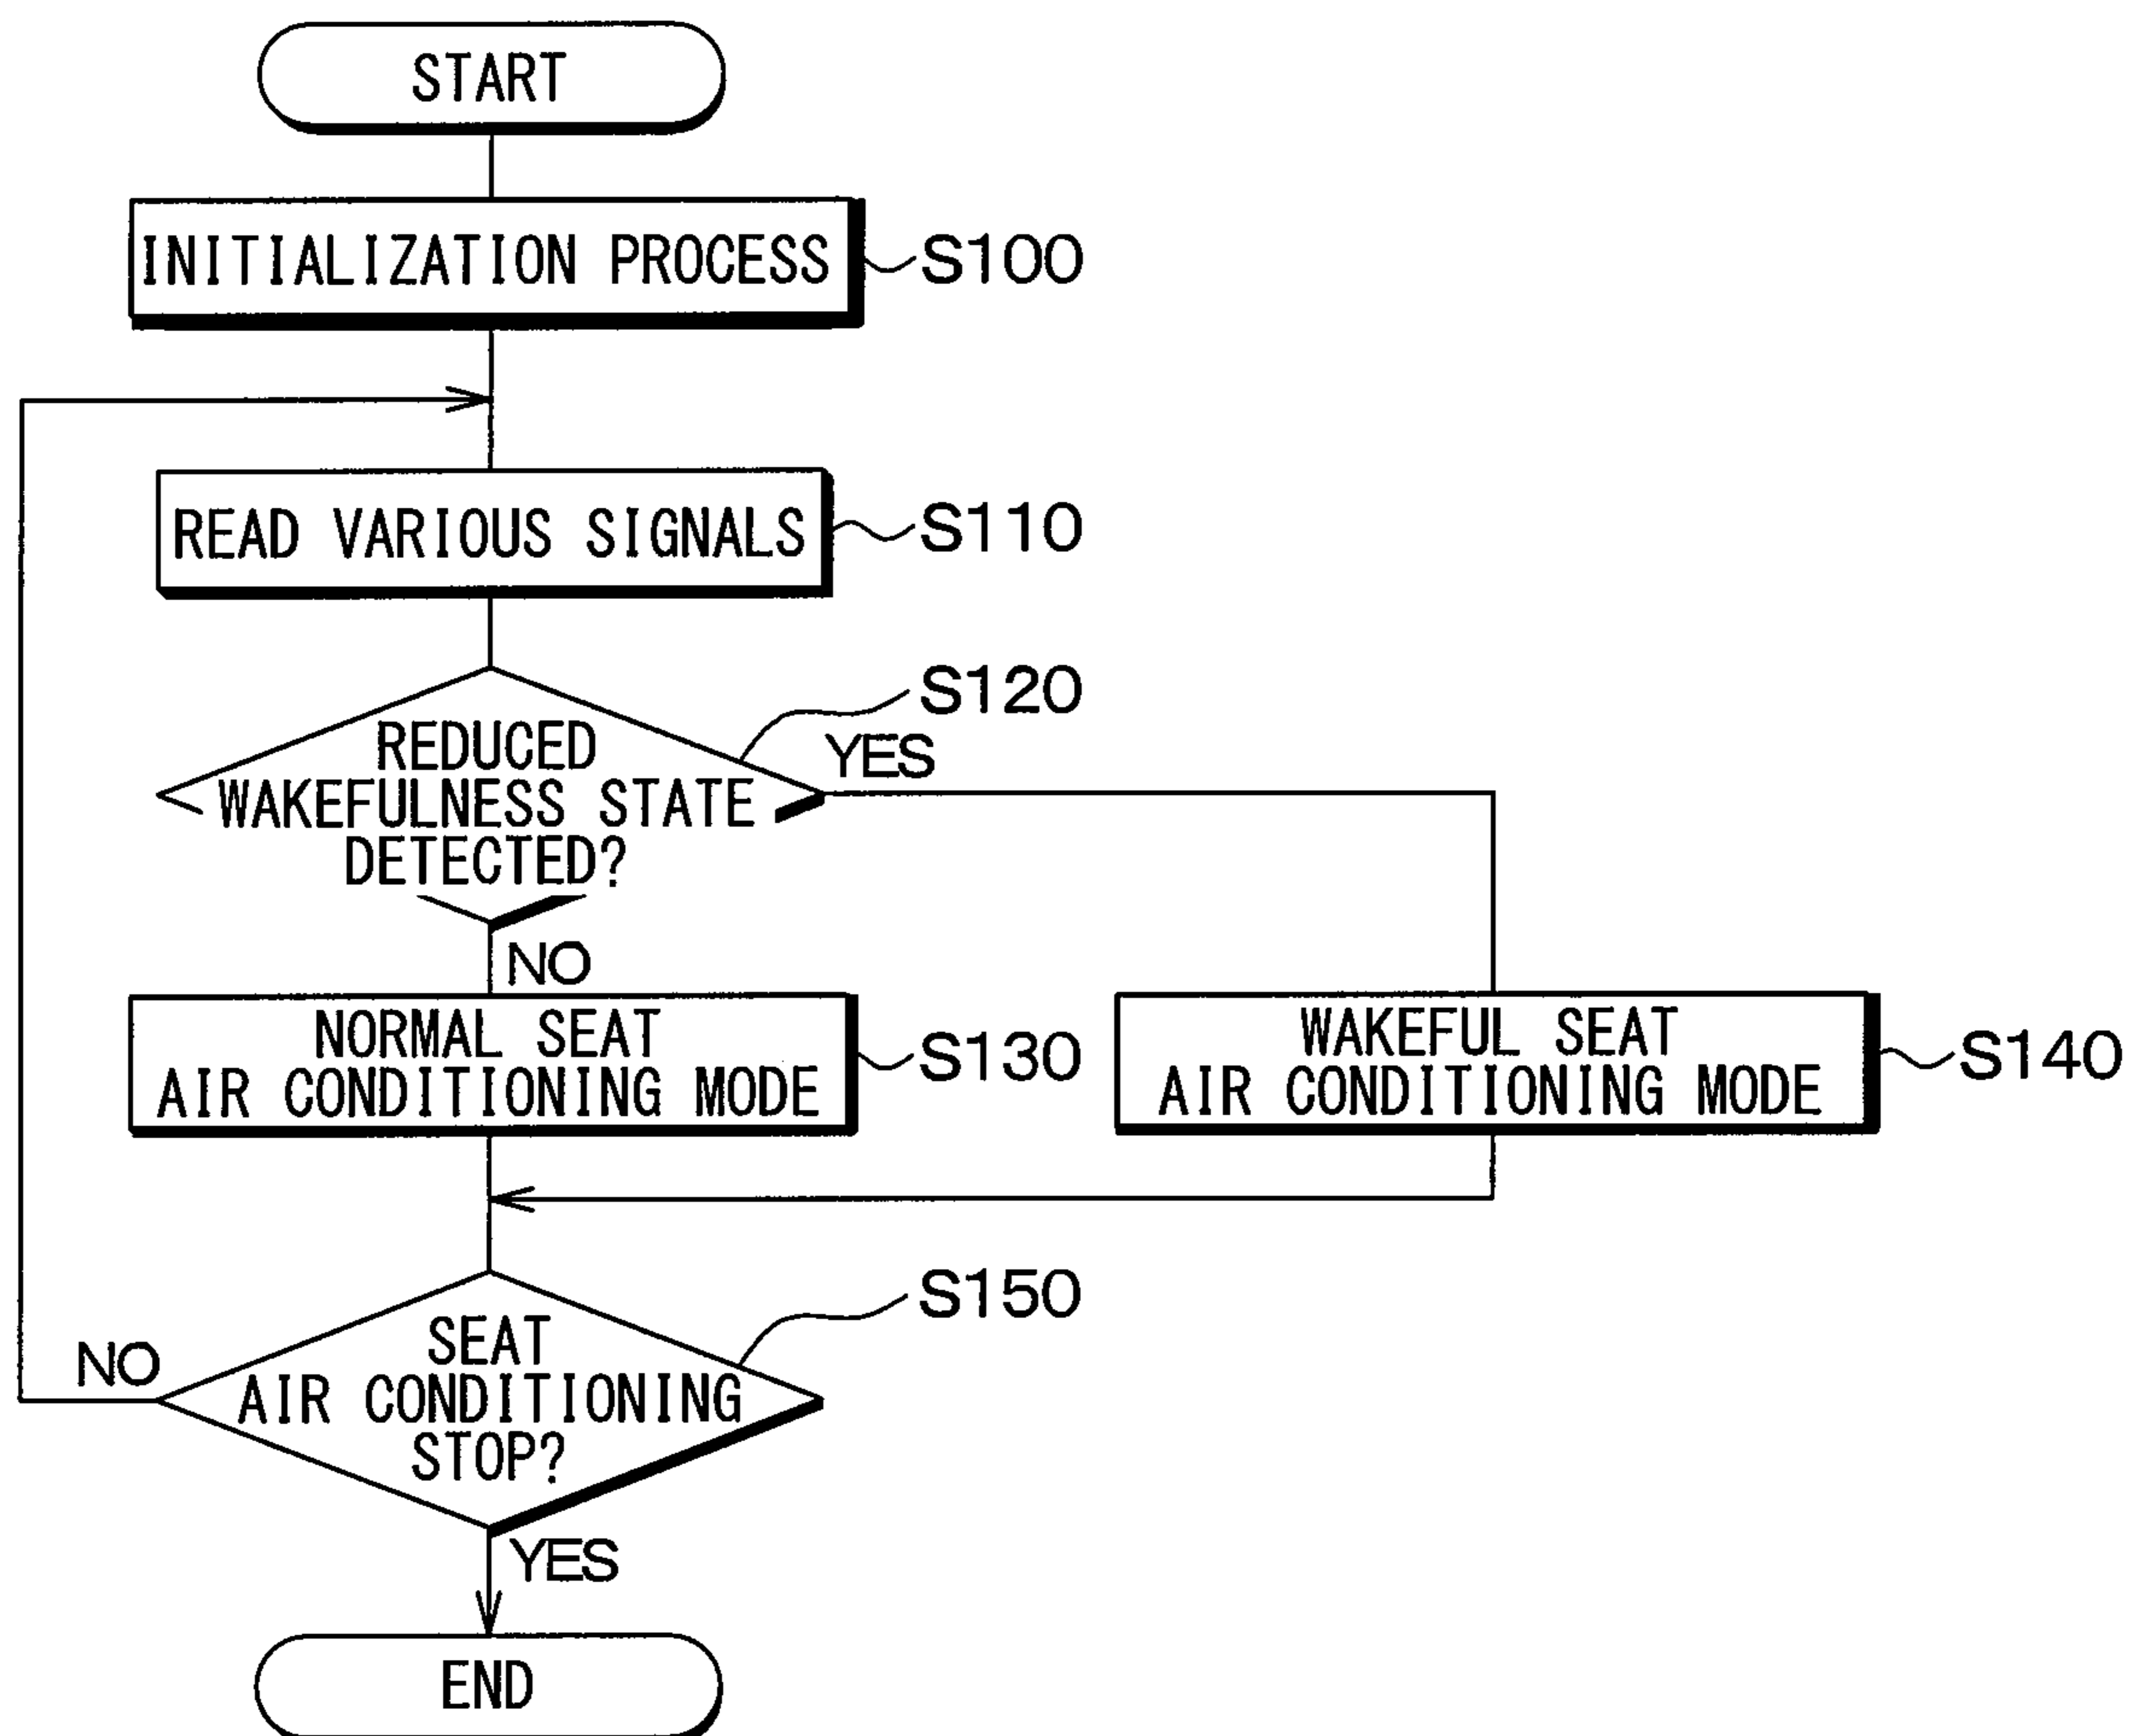 START
INITIALIZATION PROCESS
S100
READ VARIOUS SIGNALS
S110
S120
REDUCED
WAKEFULNESS STATE
DETECTED?
YES
NO
NORMAL SEAT
AIR CONDITIONING MODE
S130
WAKEFUL SEAT
AIR CONDITIONING MODE
S140
S150
SEAT
AIR CONDITIONING
STOP?
NO
YES
END